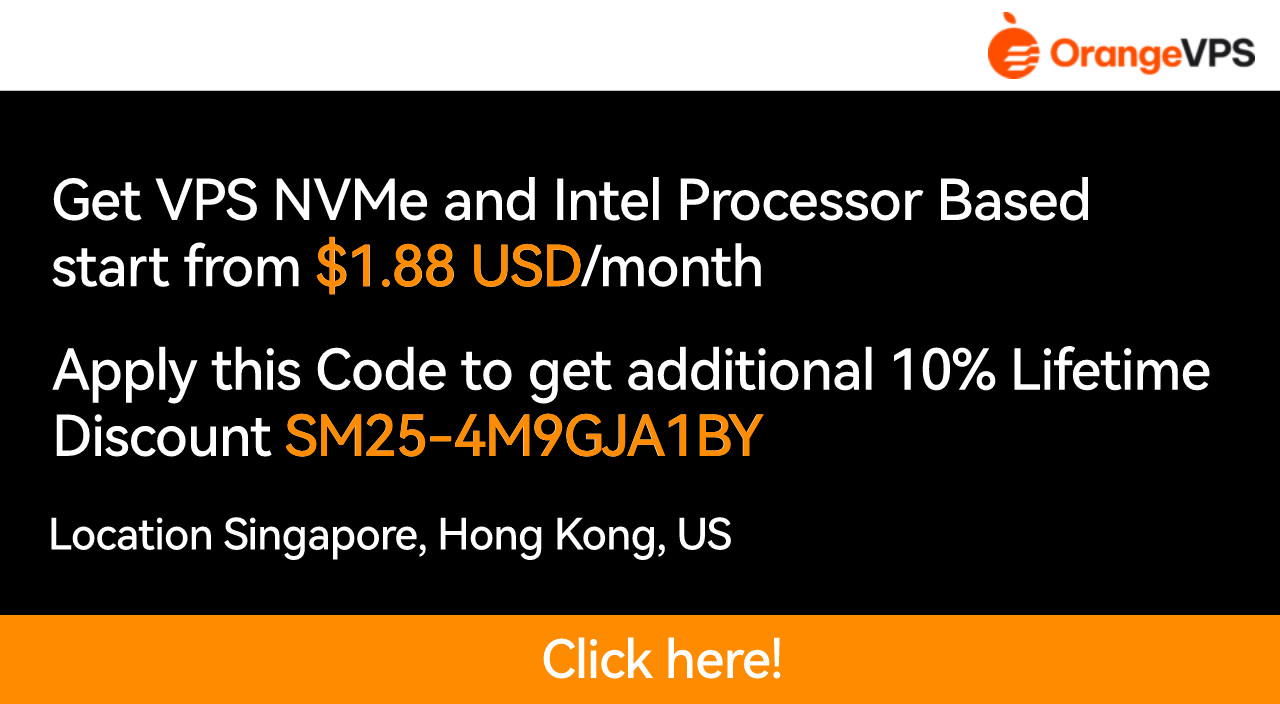 OrangeVPS
Get VPS NVMe and Intel Processor Based
start from $1.88 USD/month
Apply this Code to get additional 10% Lifetime
Discount SM25-4M9GJA1BY
Location Singapore, Hong Kong, US
Click here!